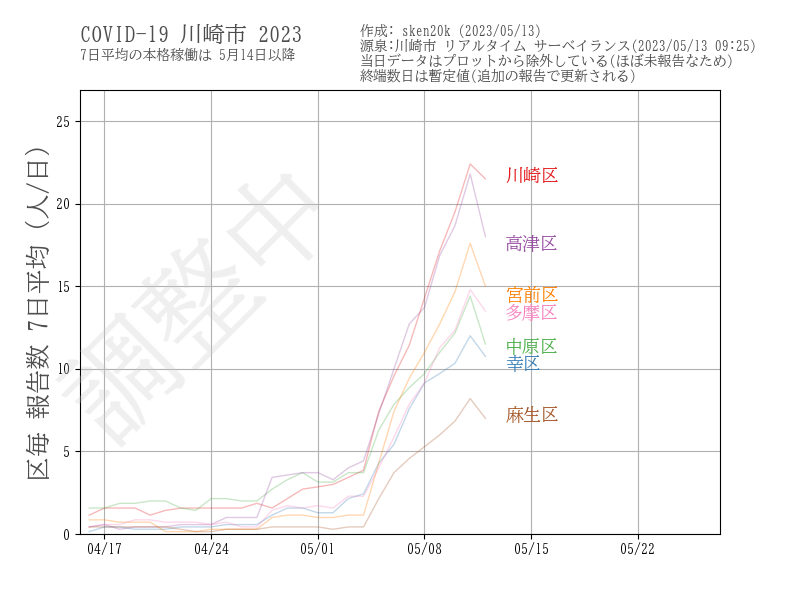 COVID-19 川崎市 2023
7日平均の本格稼働は 5月14日以降
作成: sken20k (2023/05/13)
源泉:川崎市 リアルタイム サーベイランス(2023/05/13 09:25)
当日データはプロットから除外している(ほぼ未報告なため)
終端数日は暫定値(追加の報告で更新される)
区毎 報告数 7日平均 (人/日)
25
20
15
10
5
0
調整中
川崎区
高津区
宮前区
多摩区
中原区
幸区
麻生区
04/17
04/24
05/01
05/08
05/15
05/22